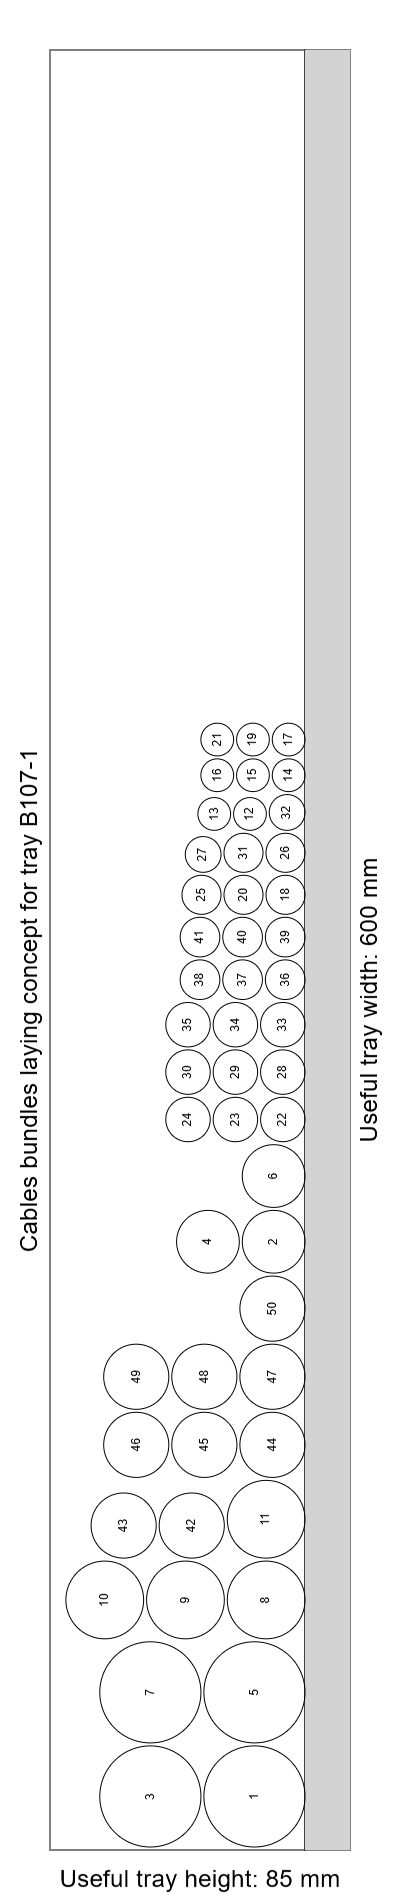 Cables bundles laying concept for tray B107-1
21 19 17
16 15 14
13 12 32
27 31 26
25 20 18
41 40 39
38 37 36
35 34 33
30 29 28
24 23 22
6
4 2
50
49 48 47
46 45 44
43 42 11
10 9 8
7 5
3 1
Useful tray width: 600 mm
Useful tray height: 85 mm